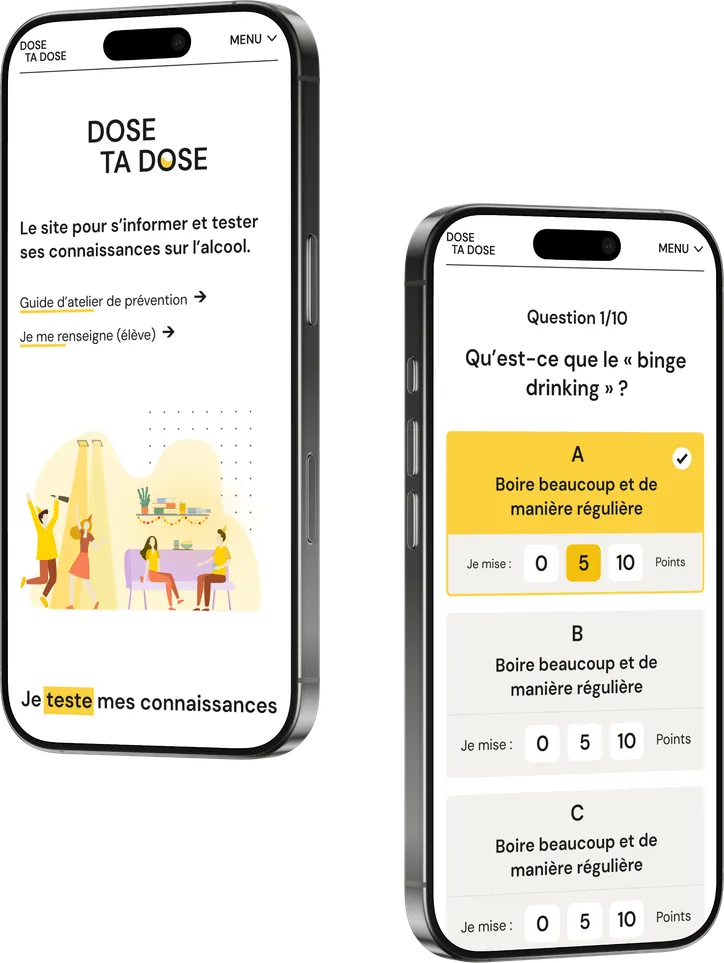 DOSE
TA DOSE
MENU
DOSE
TA DOSE
Le site pour s’informer et tester
ses connaissances sur l’alcool.
Guide d’atelier de prévention
Je me renseigne (élève)
Je teste mes connaissances
DOSE
TA DOSE
MENU
Question 1/10
Qu’est-ce que le « binge
drinking » ?
A
Boire beaucoup et de
manière régulière
Je mise : 0 5 10 Points
B
Boire beaucoup et de
manière régulière
Je mise : 0 5 10 Points
C
Boire beaucoup et de
manière régulière
Je mise : 0 5 10 Points